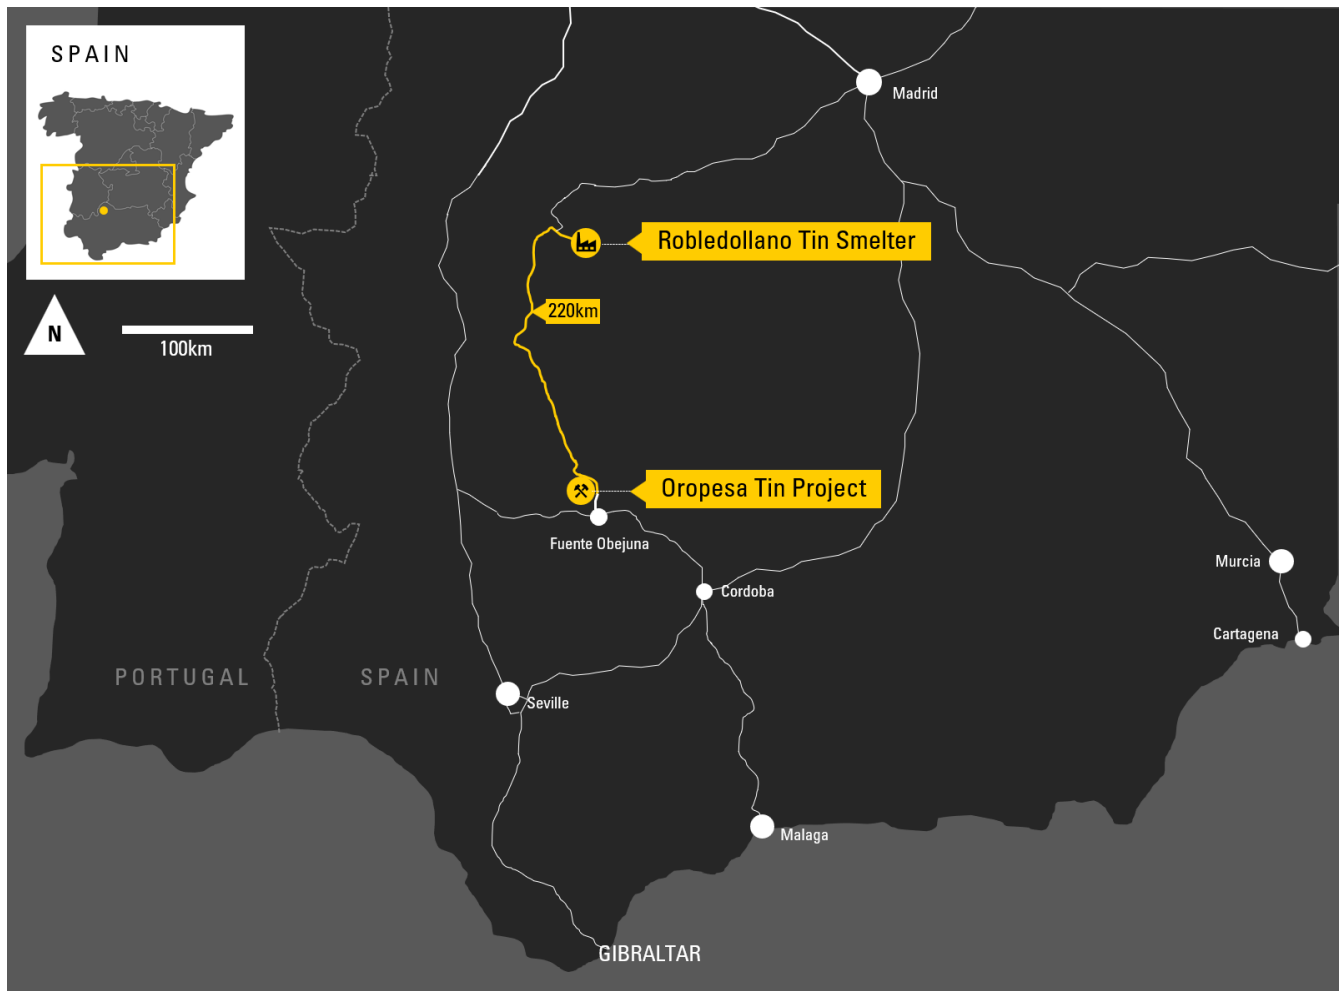 SPAIN
Madrid
Robledollano Tin Smelter
220km
N
100km
Oropesa Tin Project
Fuente Obejuna
Murcia
Cordoba
Cartagena
PORTUGAL
SPAIN
Seville
Malaga
GIBRALTAR